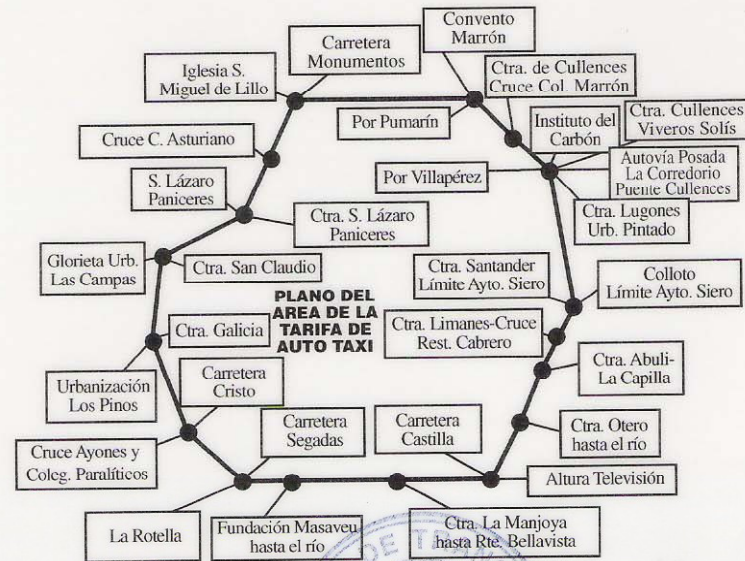 Convento
Marrón
Carretera
Monumentos
Iglesia S.
Miguel de Lillo
Ctra. de Cullences
Cruce Col. Marrón
Ctra. Cullences
Viveros Solís
Por Pumarín
Instituto del
Carbón
Cruce C. Asturiano
Autovía Posada
La Corredorio
Puente Cullences
Por Villapérez
S. Lázaro
Paniceres
Ctra. Lugones
Urb. Pintado
Ctra. S. Lázaro
Paniceres
Glorieta Urb.
Las Campas
Ctra. San Claudio
Ctra. Santander
Límite Ayto. Siero
Colloto
Límite Ayto. Siero
PLANO DEL
AREA DE LA
TARIFA DE
AUTO TAXI
Ctra. Galicia
Ctra. Limanes-Cruce
Rest. Cabrero
Ctra. Abuli-
La Capilla
Urbanización
Los Pinos
Carretera
Cristo
Carretera
Segadas
Carretera
Castilla
Ctra. Otero
hasta el río
Cruce Ayones y
Coleg. Paralíticos
Altura Televisión
La Rotella
Fundación Masaveu
hasta el río
Ctra. La Manjoya
hasta Rte. Bellavista
DE TRAN